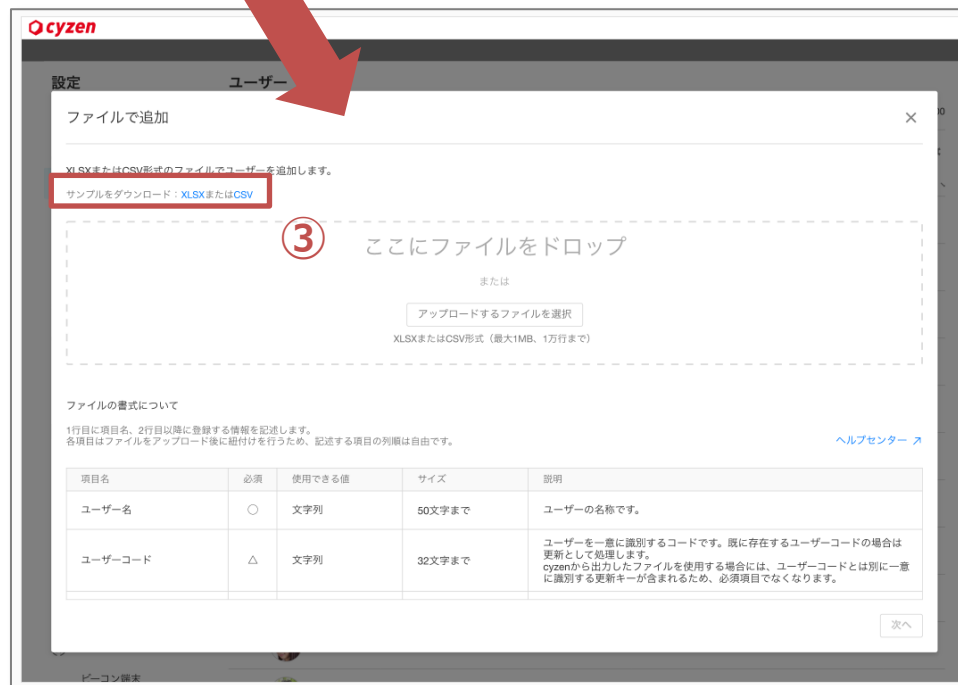 cyzen
設定
ユーザー
ファイルで追加
×
XLSXまたはCSV形式のファイルでユーザーを追加します。
サンプルをダウンロード：XLSXまたはCSV
③
ここにファイルをドロップ
または
アップロードするファイルを選択
XLSXまたはCSV形式（最大1MB、1万行まで）
ファイルの書式について
1行目に項目名、2行目以降に登録する情報を記述します。
各項目はファイルをアップロード後に紐付けを行うため、記述する項目の列順は自由です。
ヘルプセンター
項目名 必須 使用できる値 サイズ 説明
ユーザー名 ○ 文字列 50文字まで ユーザーの名称です。
ユーザーコード △ 文字列 32文字まで ユーザーを一意に識別するコードです。既に存在するユーザーコードの場合は
更新として処理します。
cyzenから出力したファイルを使用する場合には、ユーザーコードとは別に一意
に識別する更新キーが含まれるため、必須項目でなくなります。
次へ
ビーコン端末